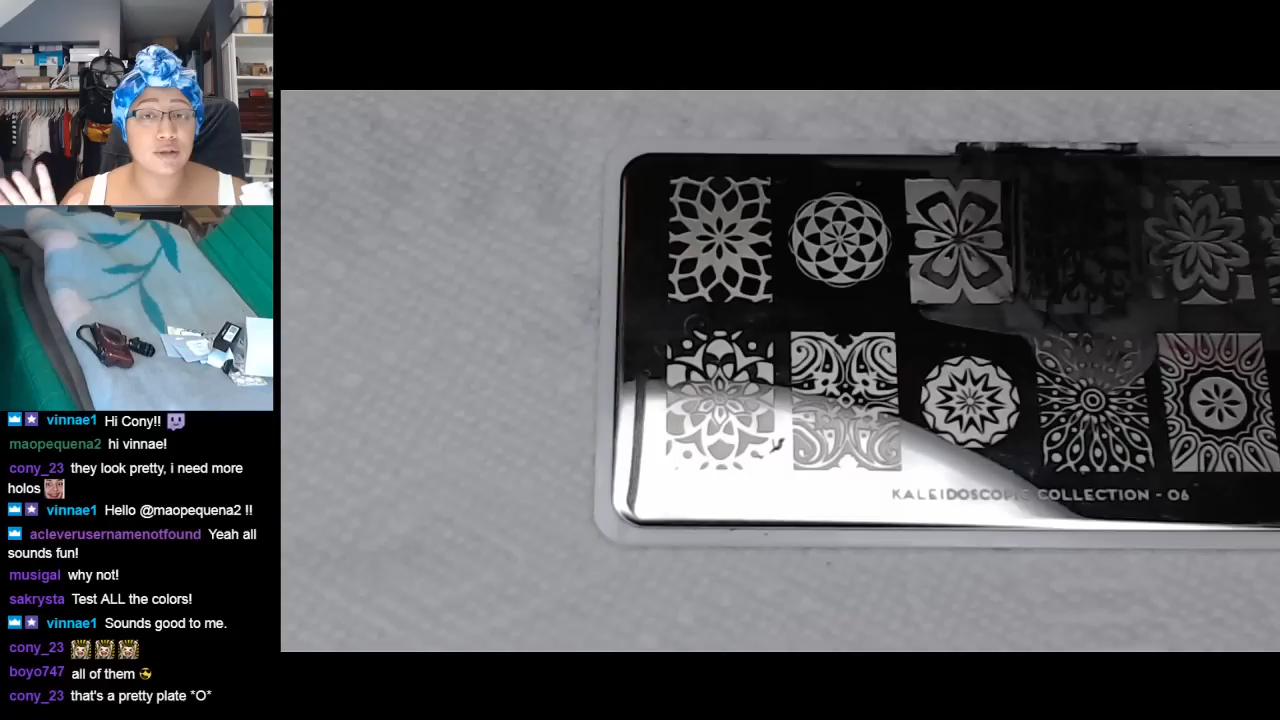 vinnae1 Hi Cony!!
maopequena2 hi vinnae!
cony_23 they look pretty, i need more
holos
vinnae1 Hello @maopequena2 !!
acleverusernamenotfound Yeah all
sounds fun!
musigal why not!
sakrysta Test ALL the colors!
vinnae1 Sounds good to me.
cony_23
boyo747 all of them
cony_23 that's a pretty plate *O*
KALEIDOSCOPIC COLLECTION - 06